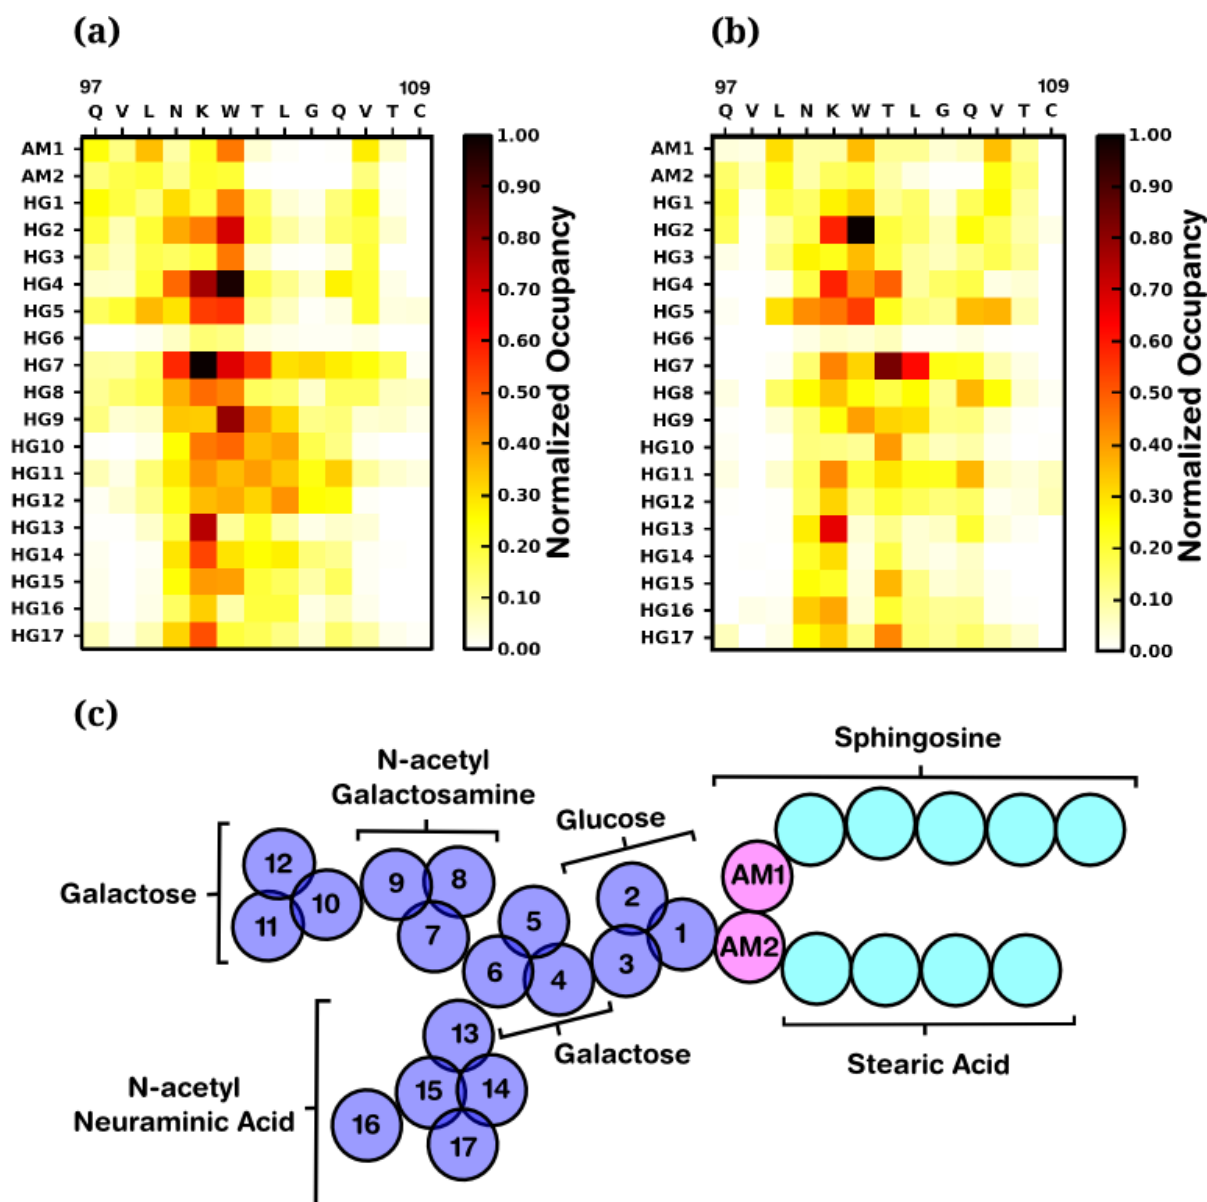 (a) (b)
97 109 97 109
Q V L N K W T L G Q V T C Q V L N K W T L G Q V T C
AM1 1.00 AM1 1.00
AM2 0.90 AM2 0.90
HG1 HG1
HG2 0.80 HG2 0.80
HG3 HG3
HG4 0.70 HG4 0.70
HG5 HG5
HG6 0.60 HG6 0.60
HG7 HG7
HG8 0.50 HG8 0.50
HG9 HG9
HG10 0.40 HG10 0.40
HG11 HG11
HG12 0.30 HG12 0.30
HG13 HG13
HG14 0.20 HG14 0.20
HG15 HG15
HG16 0.10 HG16 0.10
HG17 0.00 HG17 0.00
Normalized Occupancy Normalized Occupancy
(c)
Sphingosine
N-acetyl
Galactosamine
Glucose
Galactose
12 9 8 2 AM1
11 10 7 5 1
6 4 3 AM2
13
Galactose
Stearic Acid
N-acetyl
Neuraminic Acid
15 14
16 17